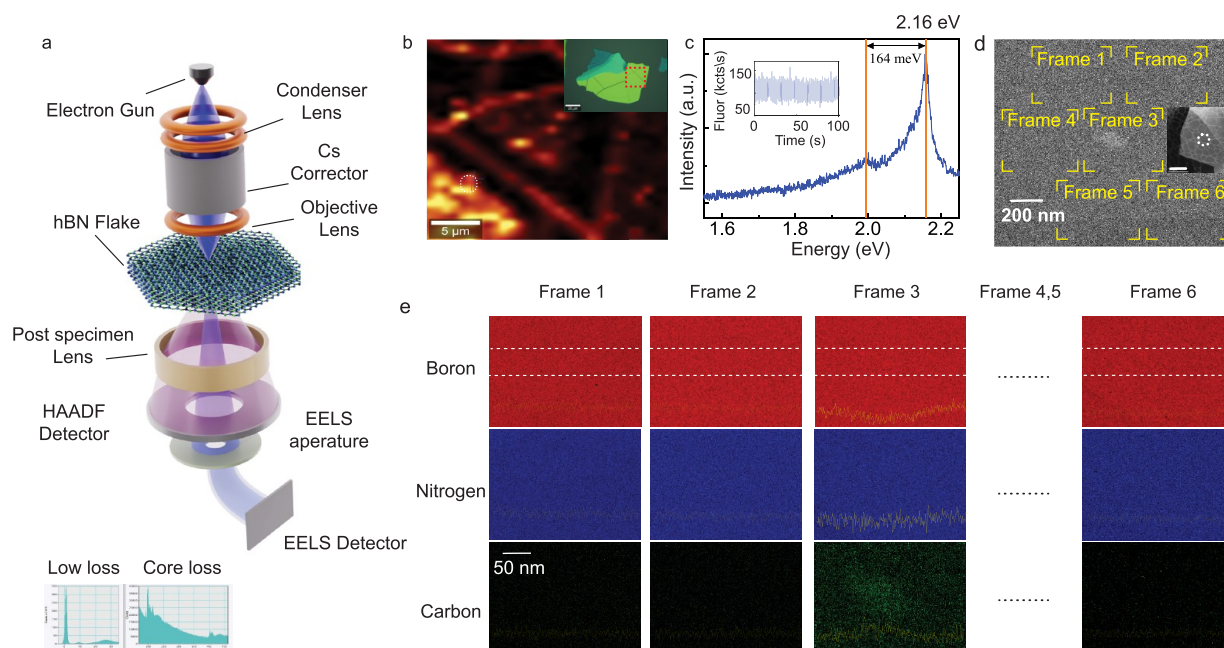 a
Electron Gun
Condenser
Lens
Cs
Corrector
hBN Flake
Objective
Lens
Post specimen
Lens
HAADF
Detector
EELS
aperature
EELS Detector
Low loss
Core loss
b
5 μm
c
2.16 eV
164 meV
Intensity (a.u.)
Fluor (kcts\s)
150
50
0
50
100
Time (s)
1.6
1.8
2.0
2.2
Energy (eV)
d
Frame 1
Frame 2
Frame 4
Frame 3
Frame 5
Frame 6
200 nm
e
Frame 1
Frame 2
Frame 3
Frame 4,5
Frame 6
Boron
Nitrogen
50 nm
Carbon